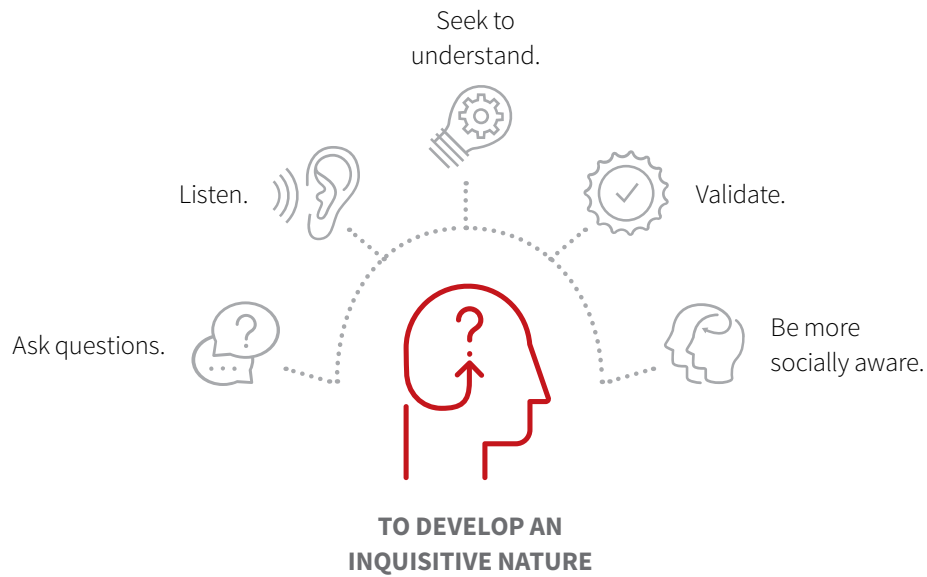 Seek to
understand.
Listen.
Validate.
Ask questions.
?
Be more
socially aware.
?
TO DEVELOP AN
INQUISITIVE NATURE